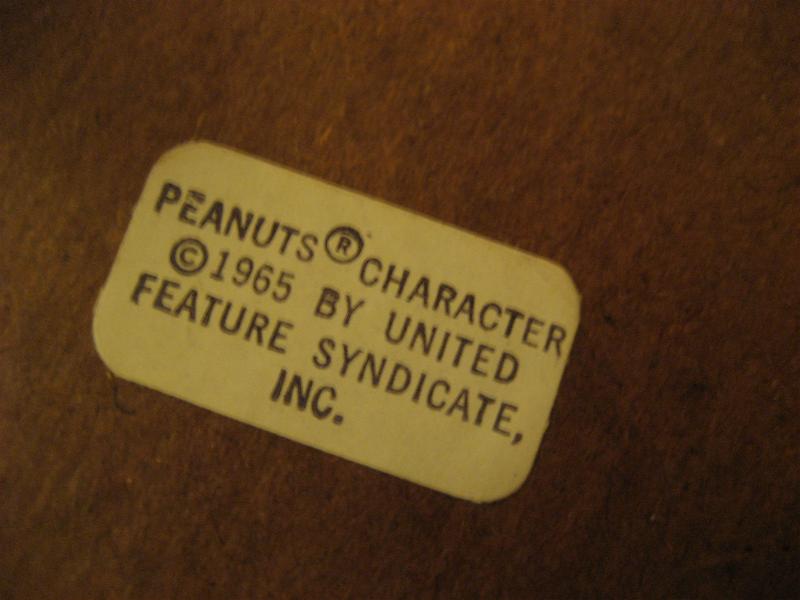 PEANUTS® CHARACTER
©1965 BY UNITED
FEATURE SYNDICATE,
INC.